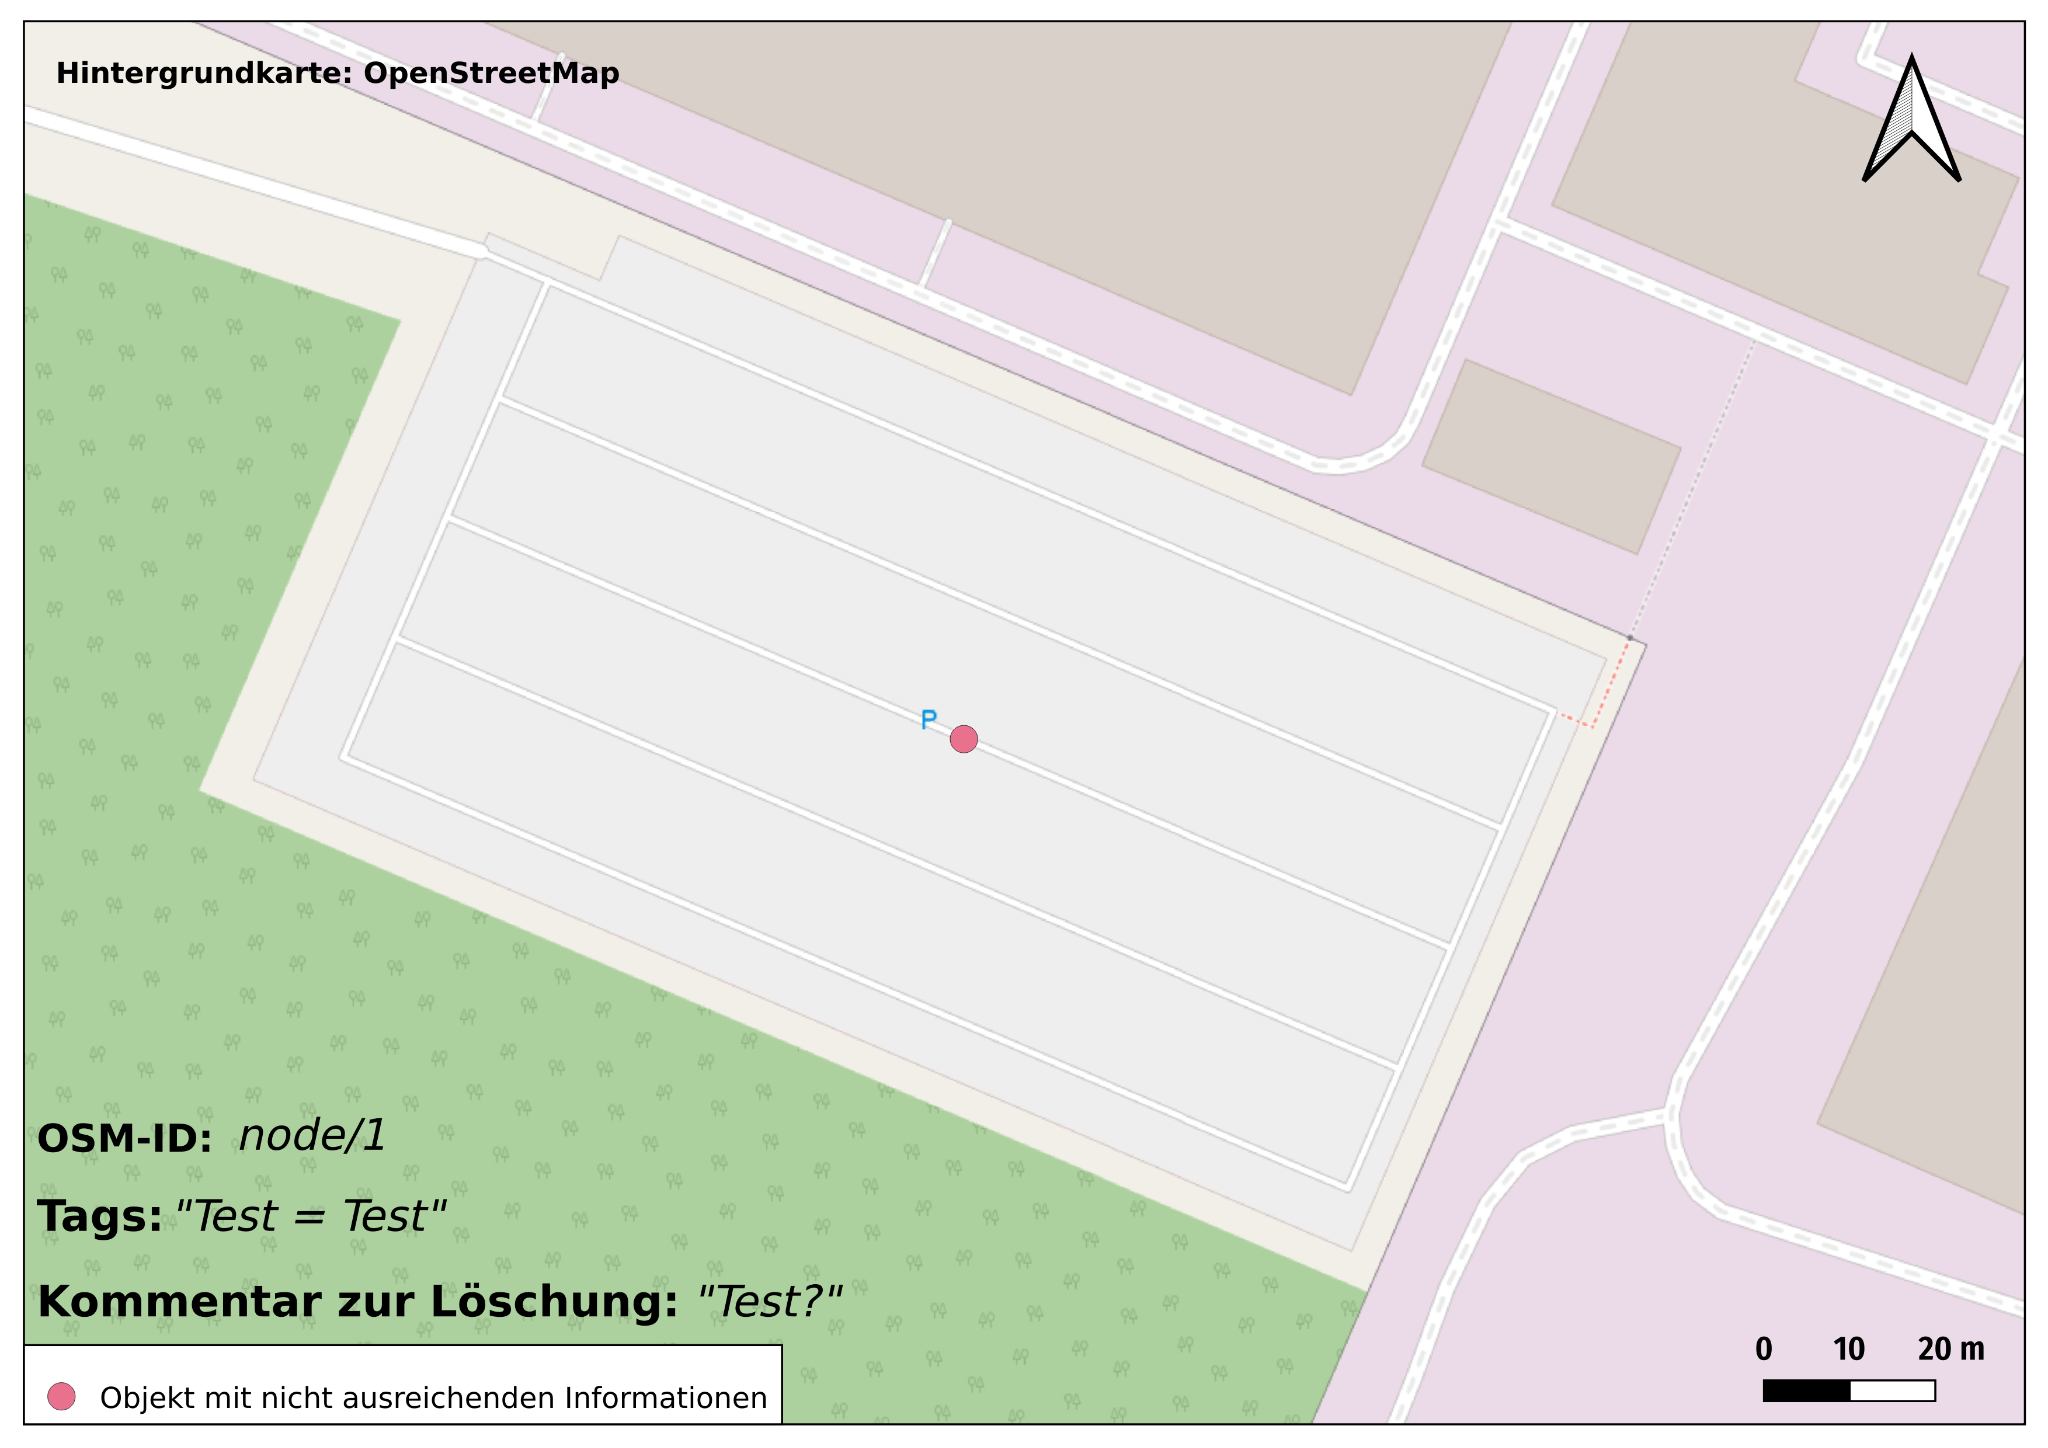 Hintergrundkarte: OpenStreetMap
P
OSM-ID: node/1
Tags: "Test = Test"
Kommentar zur Löschung: "Test?"
Objekt mit nicht ausreichenden Informationen
0 10 20 m